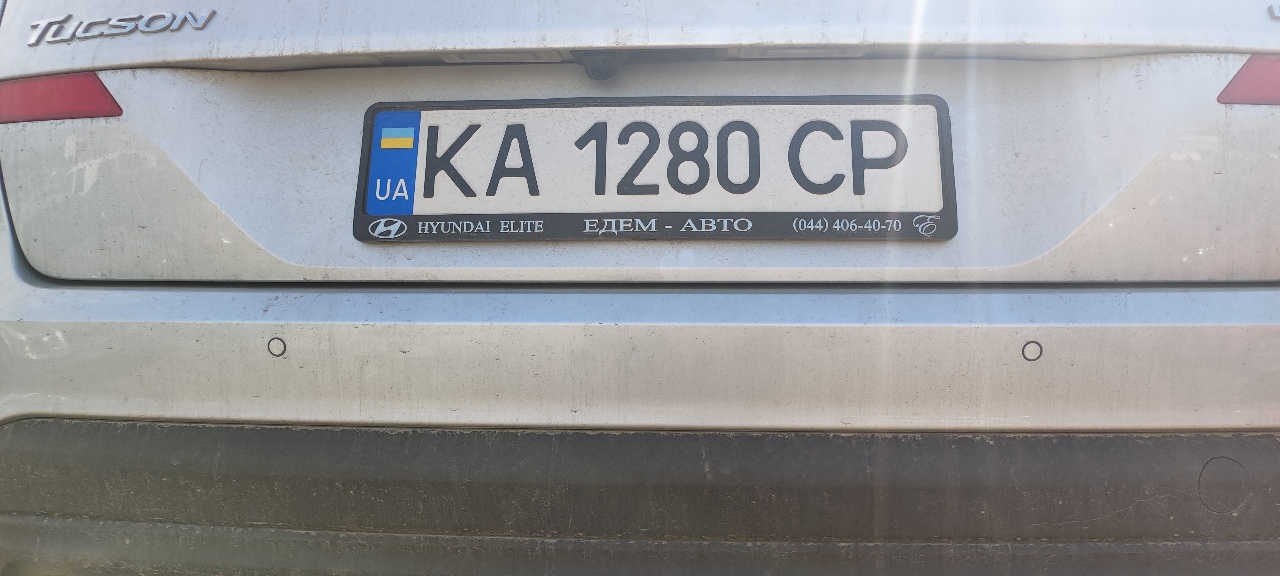 TUCSON
KA 1280 CP
UA
HYUNDAI ELITE ЕДЕМ - АВТО (044) 406-40-70